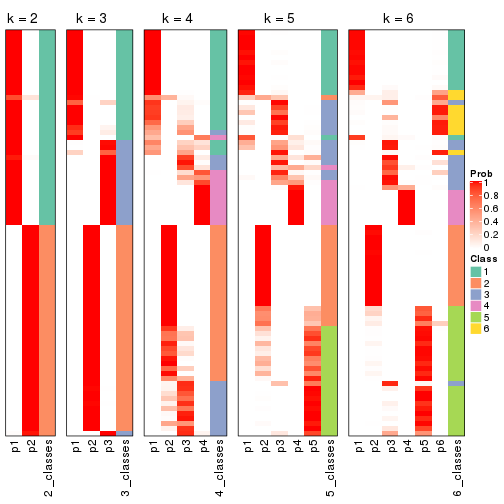 k = 2
k = 3
k = 4
k = 5
k = 6
Prob
1
0.8
0.6
0.4
0.2
0
Class
1
2
3
4
5
6
p1
p2
2_classes
p1
p2
p3
3_classes
p1
p2
p3
p4
4_classes
p1
p2
p3
p4
p5
5_classes
p1
p2
p3
p4
p5
p6
6_classes